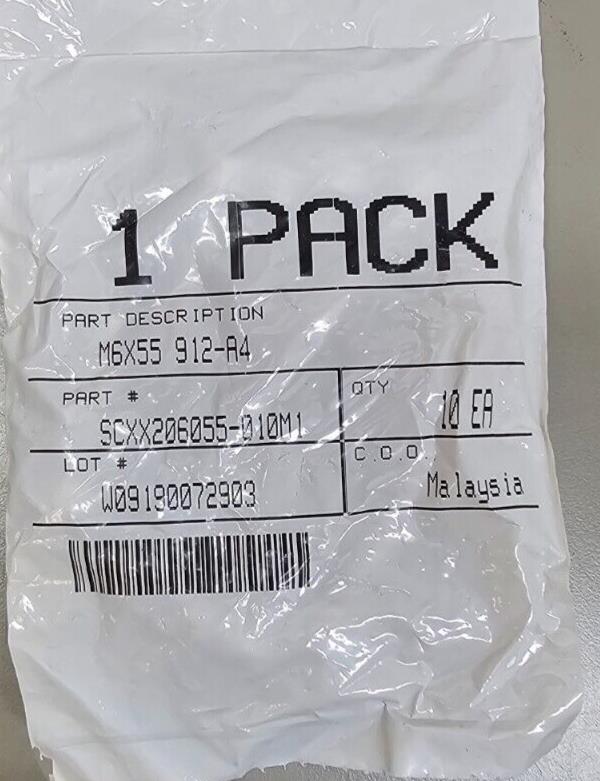 1 PACK
PART DESCRIPTION
M6X55 912-A4
PART #
SCXX206055-010M1
QTY
10 EA
LOT #
W09190072903
C.O.O.
Malaysia